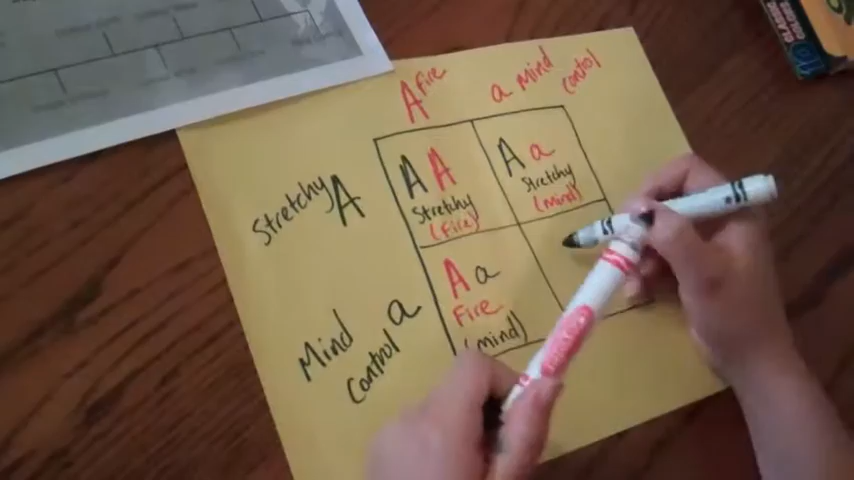 A Fire
a mind
control
Stretchy A
A A
Stretchy
(Fire)
A a
Stretchy
(mind)
Mind
Control a
A a
Fire
(mind)